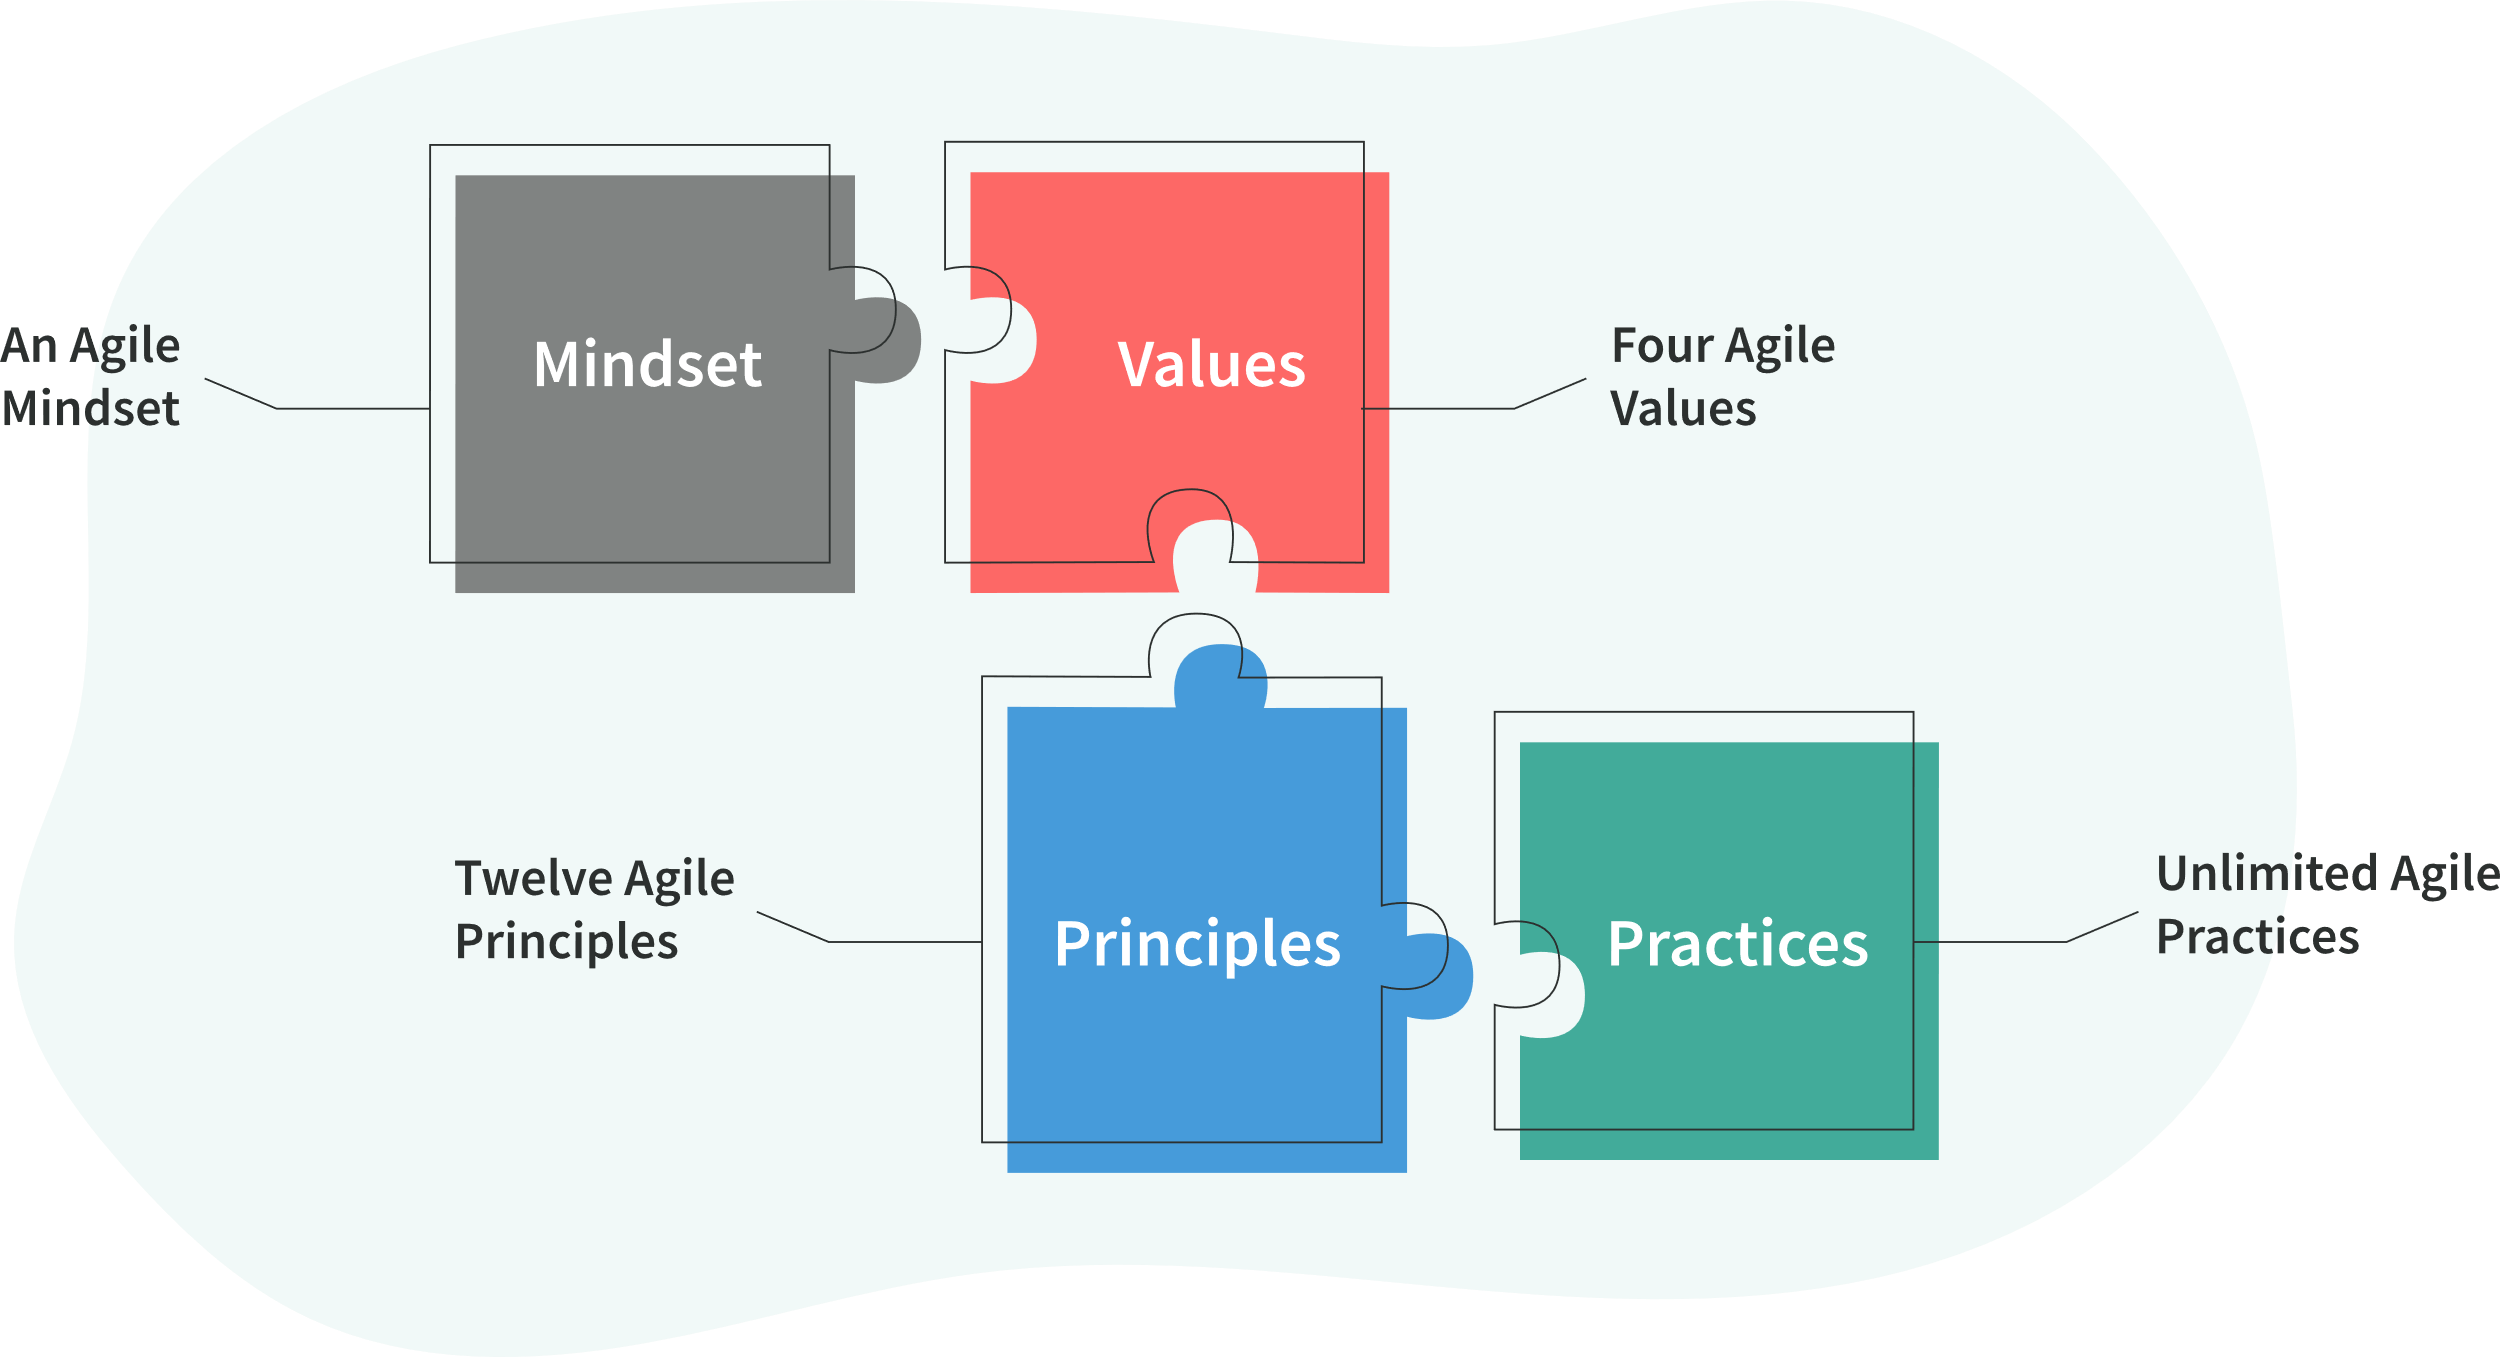 An Agile
Mindset
Mindset
Values
Four Agile
Values
Twelve Agile
Principles
Principles
Practices
Unlimited Agile
Practices